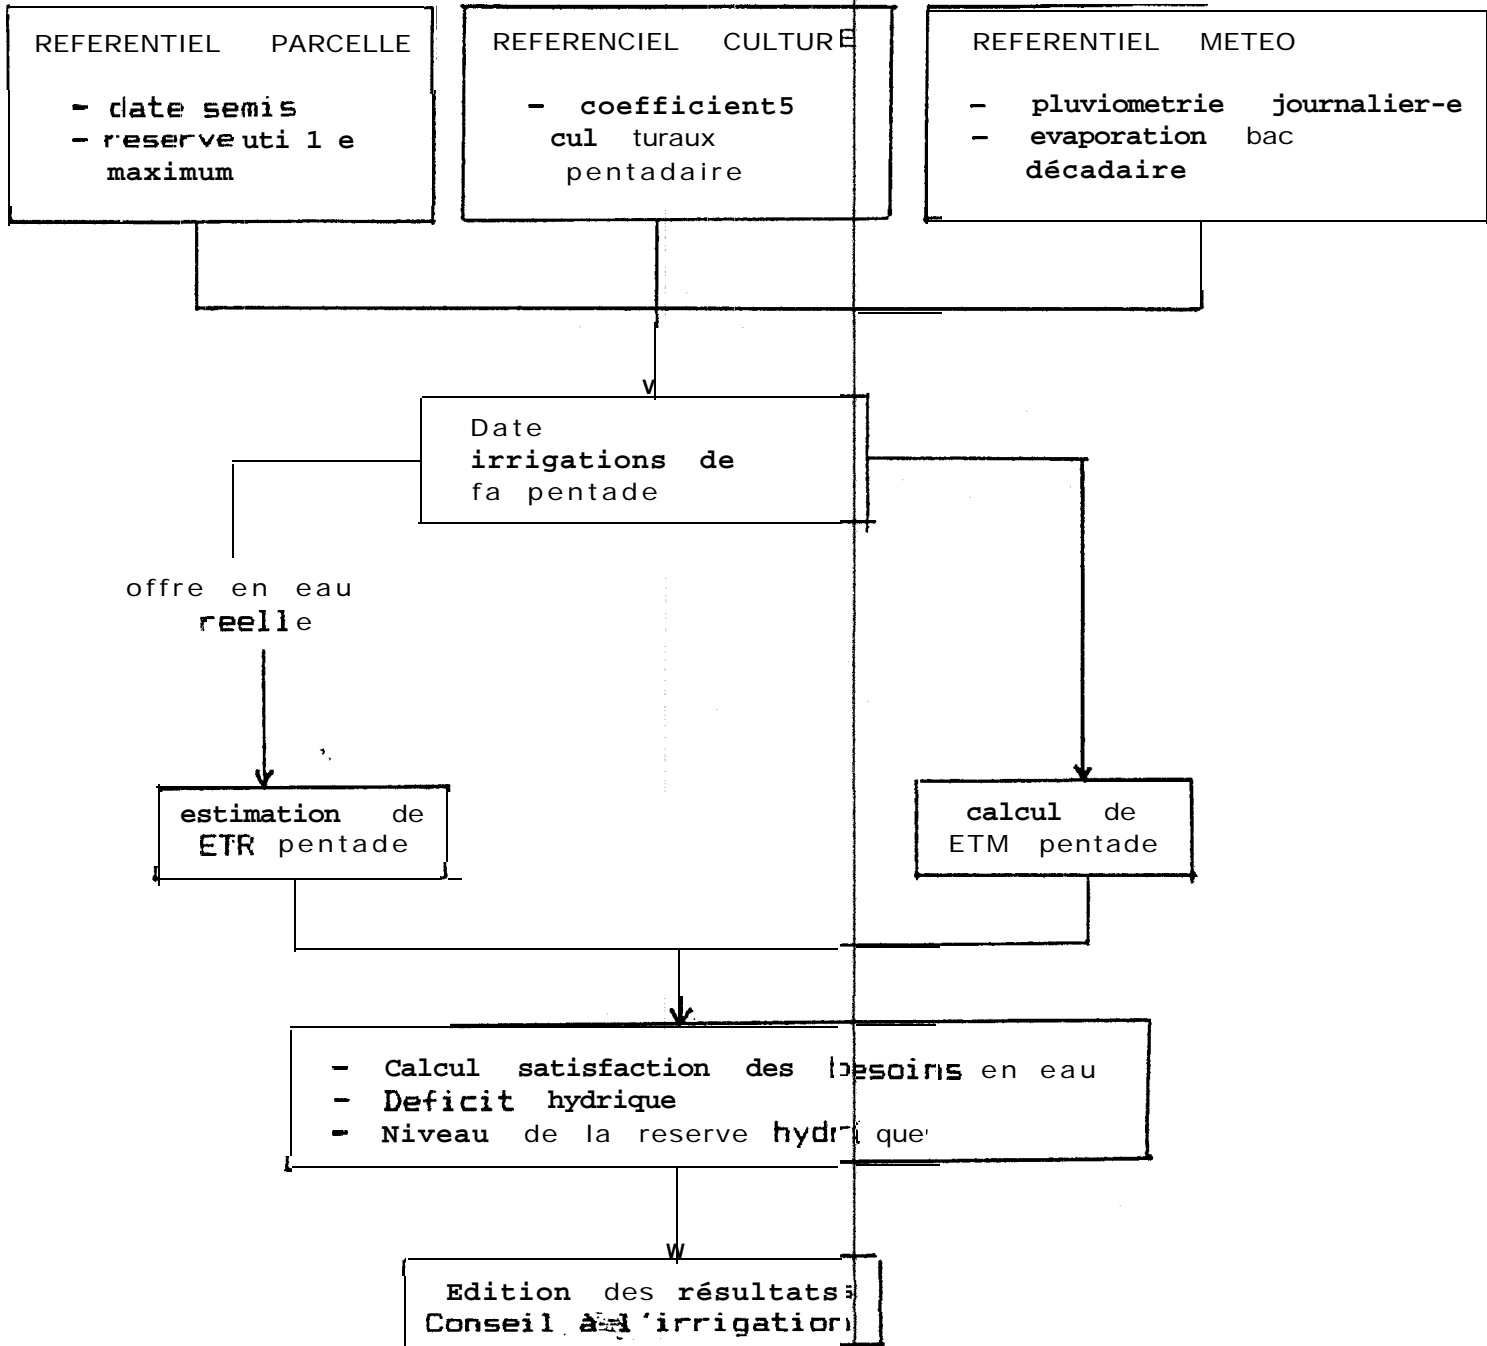 REFERENTIEL PARCELLE
- date semis
- reserve uti 1 e
maximum
REFERENCIEL CULTURE
- coefficient5
cul turaux
pentadaire
REFERENTIEL METEO
- pluviometrie journalier-e
- evaporation bac
décadaire
Date
irrigations de
fa pentade
offre en eau
reelle
estimation de
ETR pentade
calcul de
ETM pentade
- Calcul satisfaction des besoins en eau
- Deficit hydrique
- Niveau de la reserve hydri que
Edition des résultats
Conseil à l'irrigation